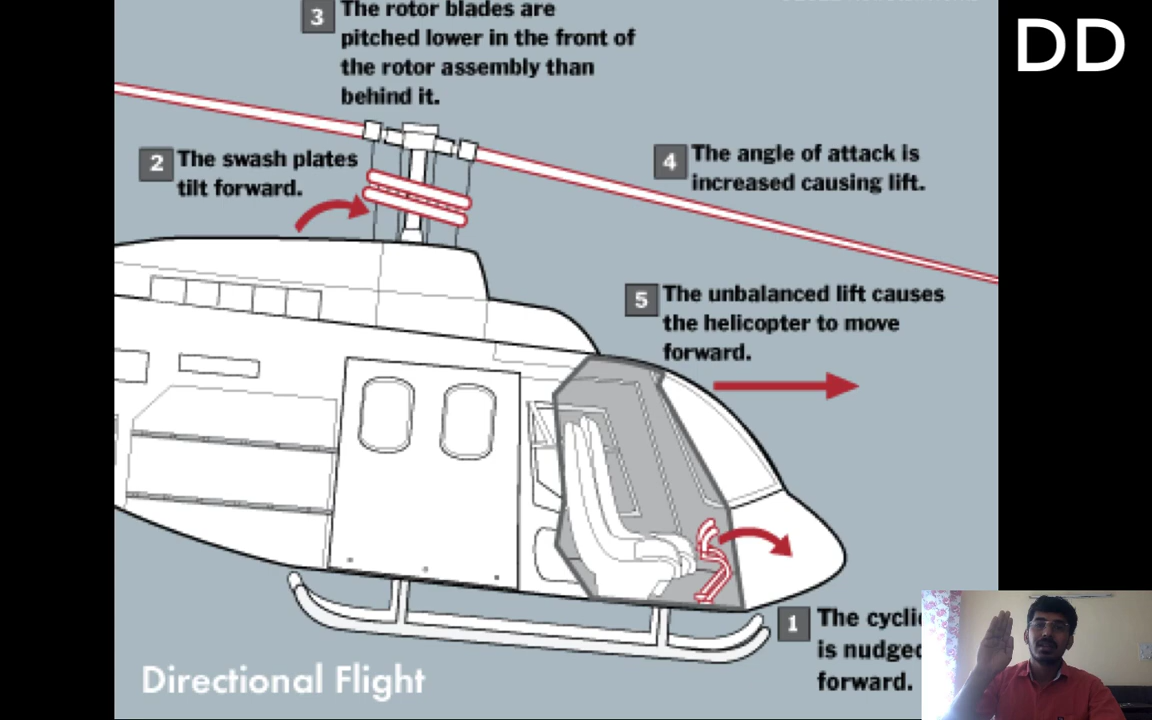 DD
3 The rotor blades are
pitched lower in the front of
the rotor assembly than
behind it.
2 The swash plates
tilt forward.
4 The angle of attack is
increased causing lift.
5 The unbalanced lift causes
the helicopter to move
forward.
1 The
is
forward.
Directional Flight